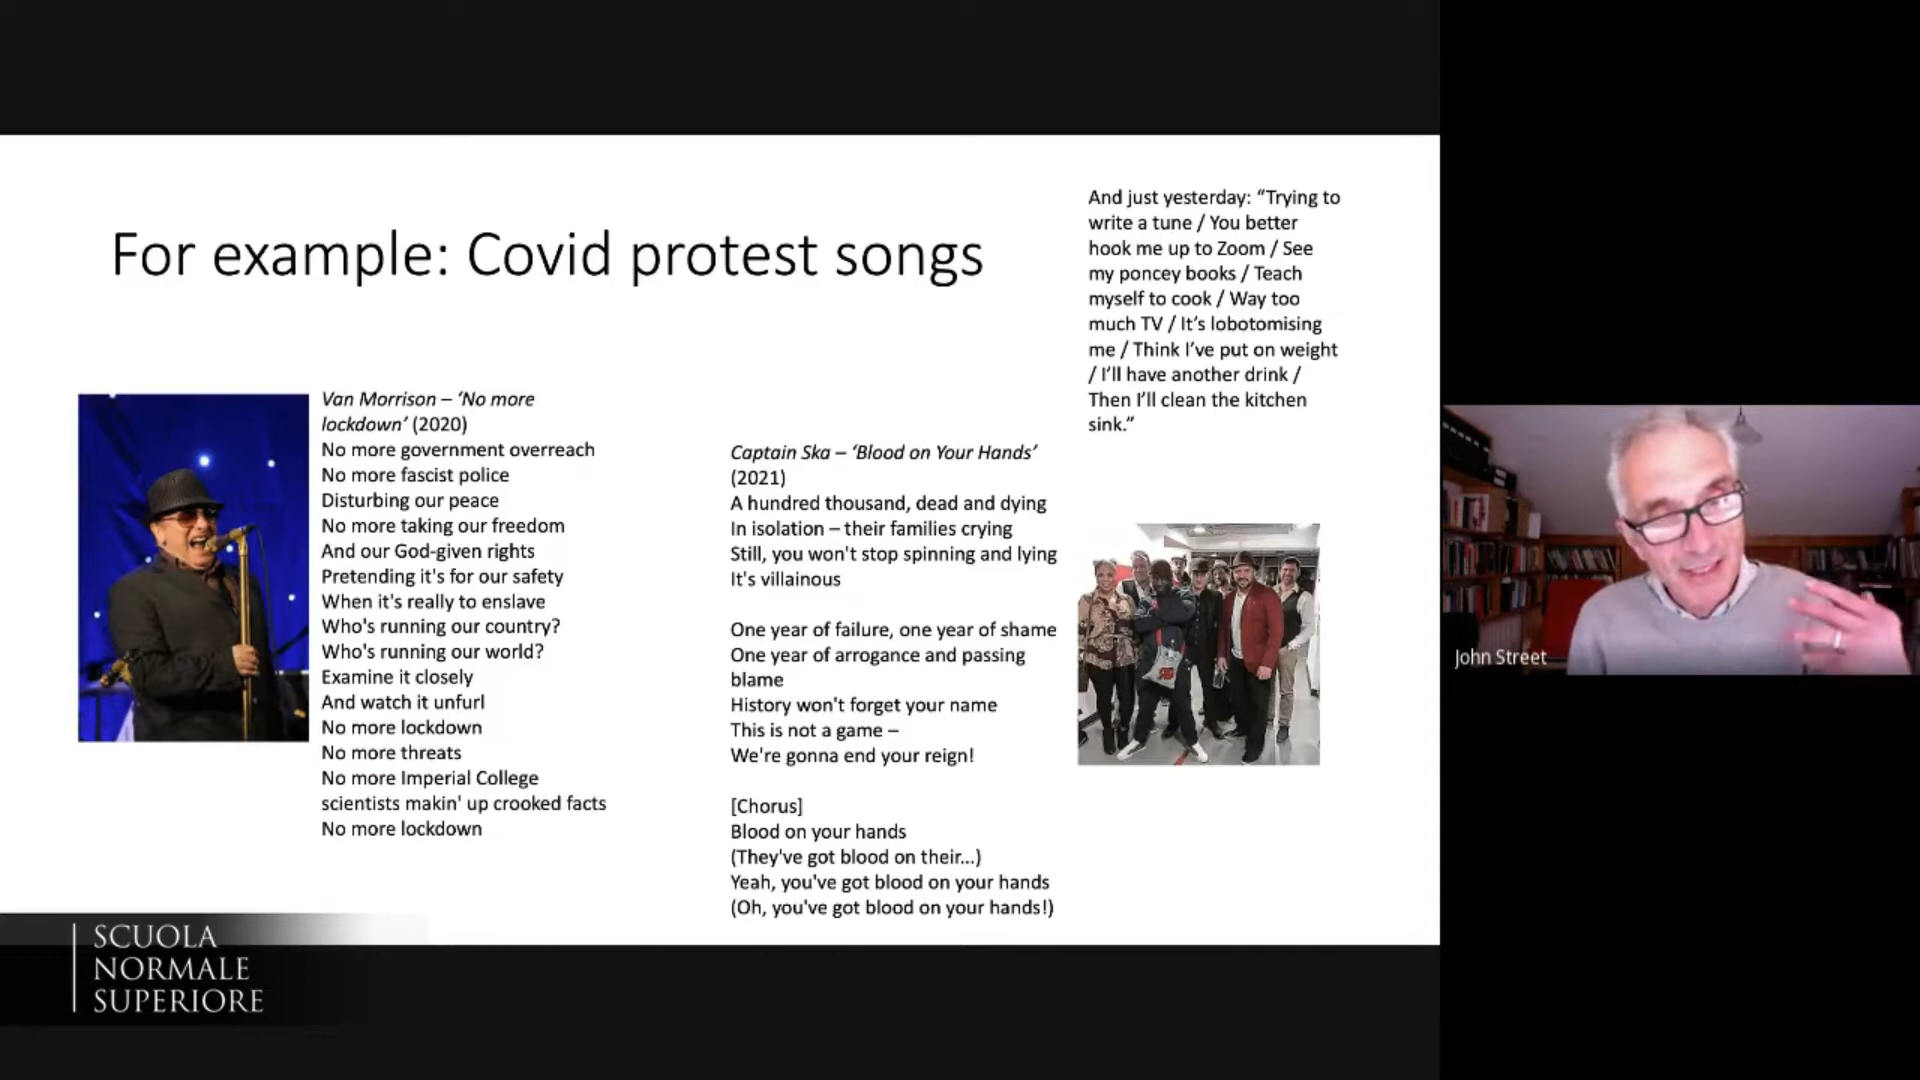 For example: Covid protest songs
Van Morrison – ‘No more
lockdown’ (2020)
No more government overreach
No more fascist police
Disturbing our peace
No more taking our freedom
And our God-given rights
Pretending it's for our safety
When it's really to enslave
Who's running our country?
Who's running our world?
Examine it closely
And watch it unfurl
No more lockdown
No more threats
No more Imperial College
scientists makin' up crooked facts
No more lockdown
Captain Ska – ‘Blood on Your Hands’
(2021)
A hundred thousand, dead and dying
In isolation – their families crying
Still, you won't stop spinning and lying
It's villainous
One year of failure, one year of shame
One year of arrogance and passing
blame
History won't forget your name
This is not a game –
We're gonna end your reign!
[Chorus]
Blood on your hands
(They've got blood on their...)
Yeah, you've got blood on your hands
(Oh, you've got blood on your hands!)
And just yesterday: “Trying to
write a tune / You better
hook me up to Zoom / See
my poncey books / Teach
myself to cook / Way too
much TV / It’s lobotomising
me / Think I’ve put on weight
/ I’ll have another drink /
Then I’ll clean the kitchen
sink.”
John Street
SCUOLA
NORMALE
SUPERIORE